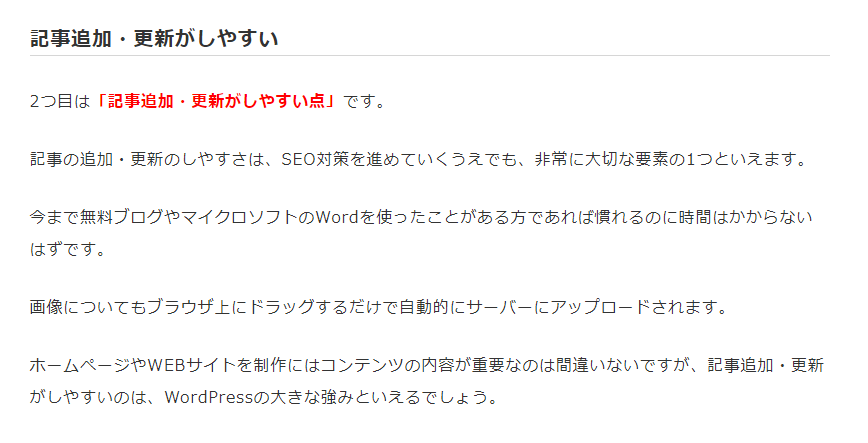 記事追加・更新がしやすい
2つ目は「記事追加・更新がしやすい点」です。
記事の追加・更新のしやすさは、SEO対策を進めていくうえでも、非常に大切な要素の1つといえます。
今まで無料ブログやマイクロソフトのWordを使ったことがある方であれば慣れるのに時間はかからない
はずです。
画像についてもブラウザ上にドラッグするだけで自動的にサーバーにアップロードされます。
ホームページやWEBサイトを制作にはコンテンツの内容が重要なのは間違いないですが、記事追加・更新
がしやすいのは、WordPressの大きな強みといえるでしょう。